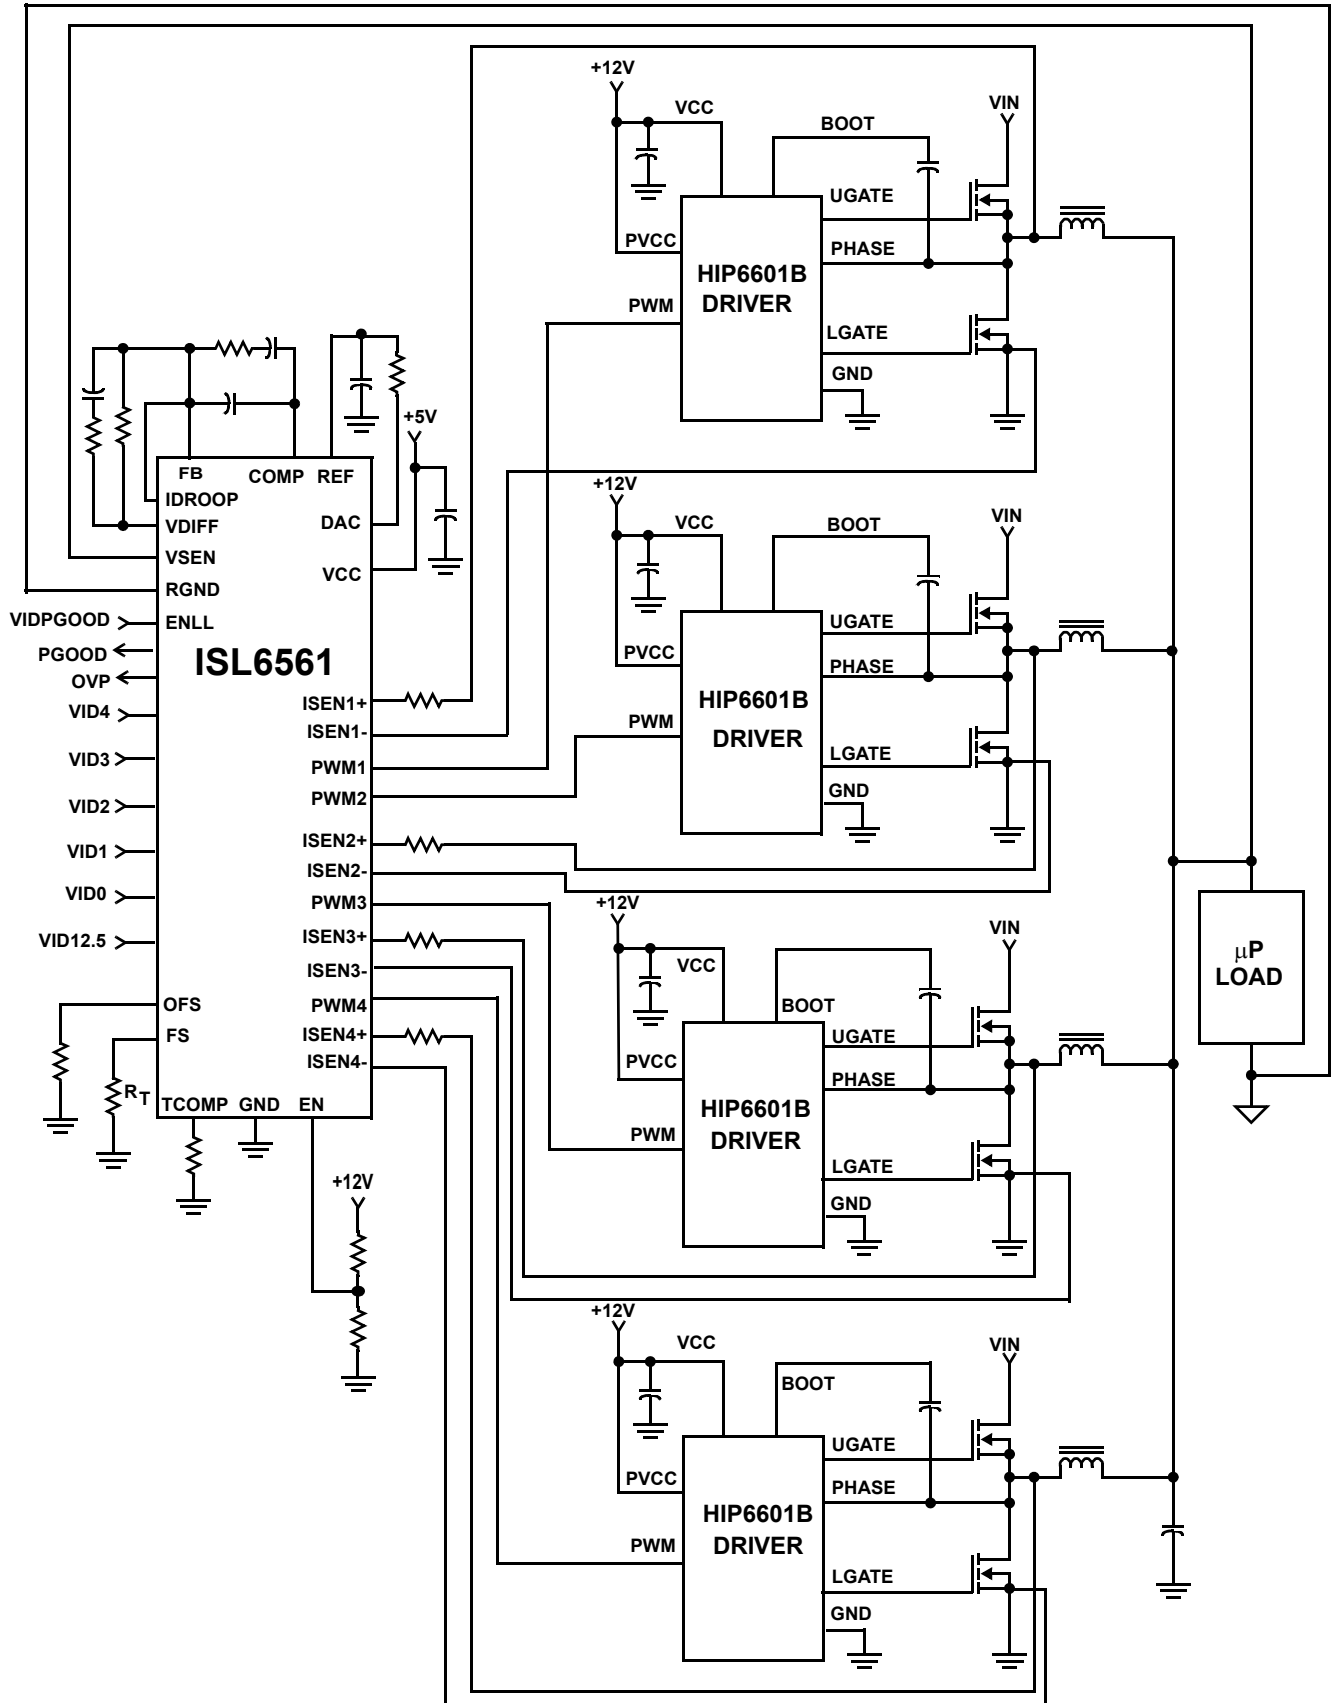 +12V
VCC
BOOT
VIN
UGATE
PVCC
PHASE
HIP6601B
DRIVER
PWM
LGATE
GND
+5V
FB
COMP
REF
IDROOP
VDIFF
DAC
VSEN
VCC
RGND
VIDPGOOD
ENLL
PGOOD
OVP
ISL6561
VID4
VID3
VID2
VID1
VID0
VID12.5
ISEN1+
ISEN1-
PWM1
PWM2
ISEN2+
ISEN2-
PWM3
ISEN3+
ISEN3-
PWM4
ISEN4+
ISEN4-
OFS
FS
RT
TCOMP
GND
EN
+12V
+12V
VCC
BOOT
VIN
UGATE
PVCC
PHASE
HIP6601B
DRIVER
PWM
LGATE
GND
+12V
VCC
BOOT
VIN
UGATE
PVCC
PHASE
HIP6601B
DRIVER
PWM
LGATE
GND
µP
LOAD
+12V
VCC
BOOT
VIN
UGATE
PVCC
PHASE
HIP6601B
DRIVER
PWM
LGATE
GND